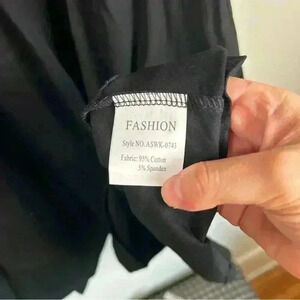 FASHION
Style NO. ASWK-0743
Fabric: 95% Cotton
5% Spandex